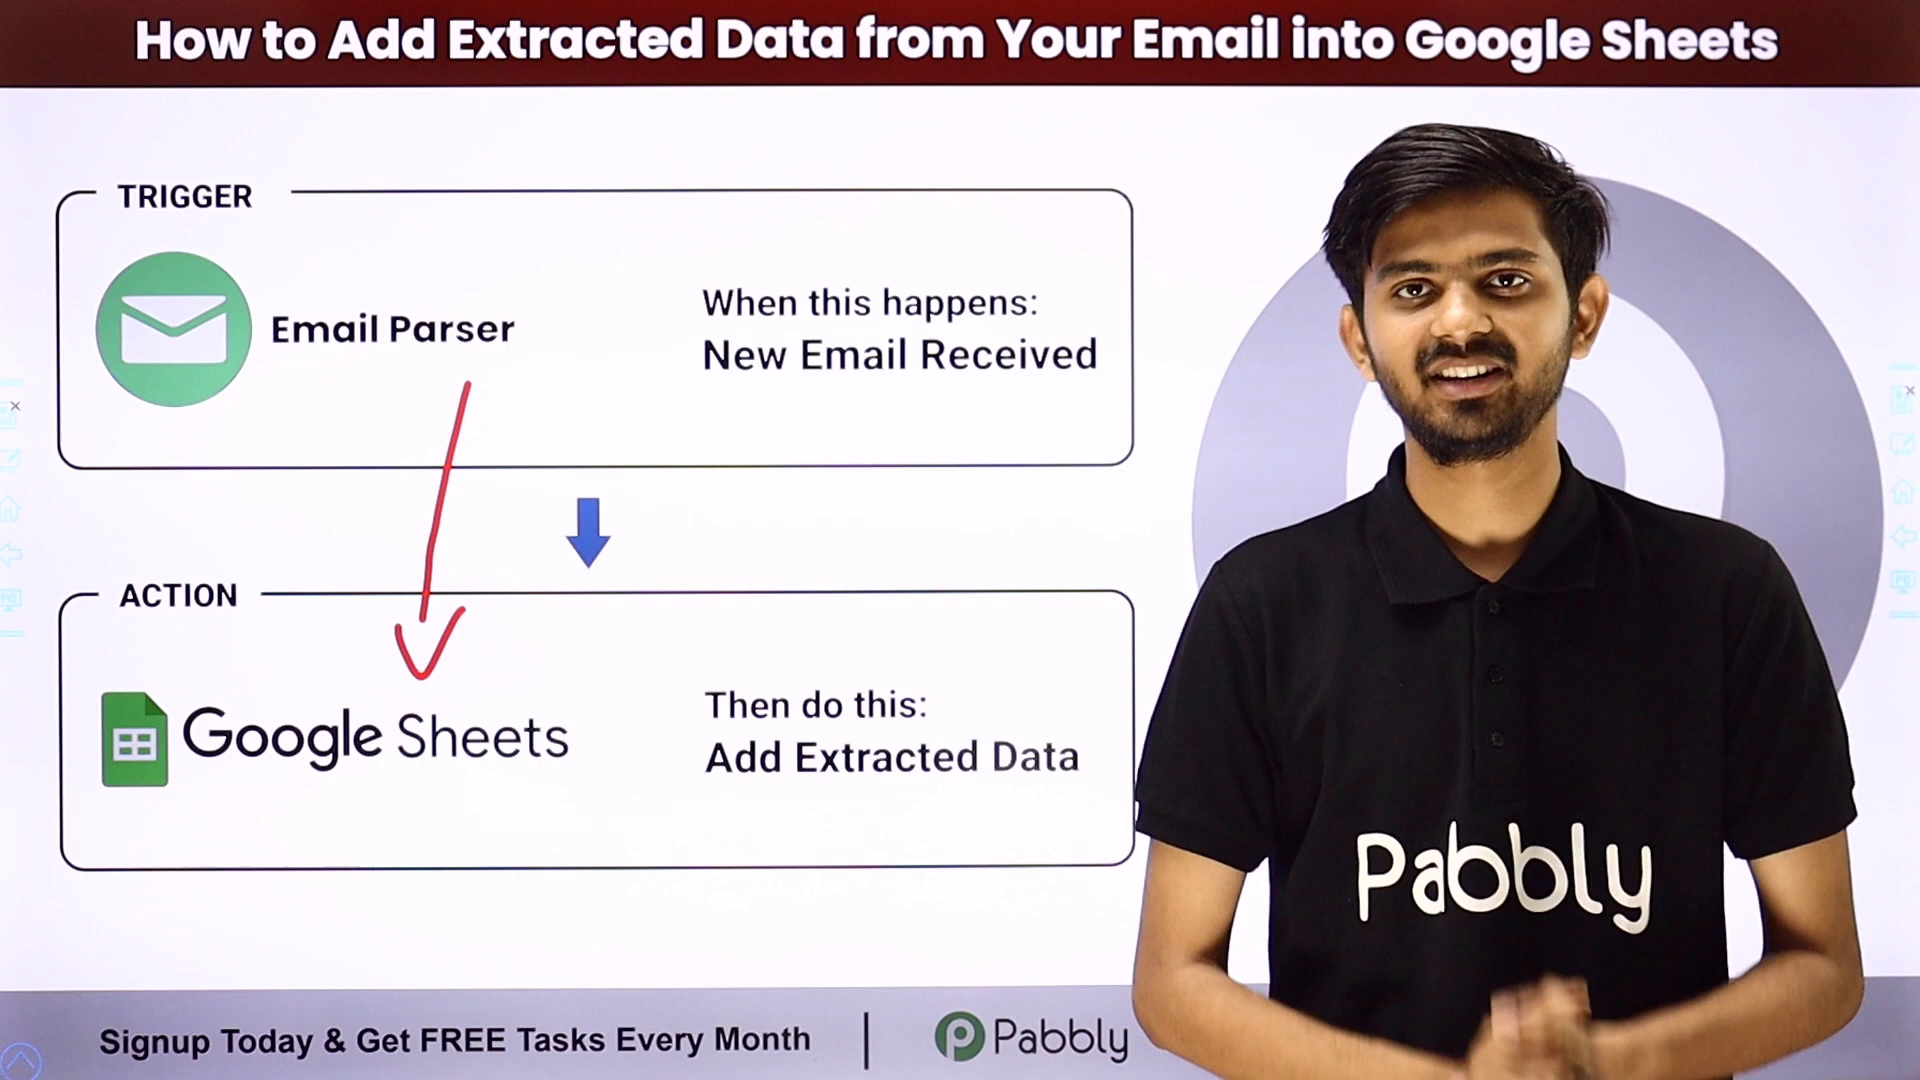 How to Add Extracted Data from Your Email into Google Sheets
TRIGGER
Email Parser
When this happens:
New Email Received
ACTION
Google Sheets
Then do this:
Add Extracted Data
Pabbly
Signup Today & Get FREE Tasks Every Month
Pabbly